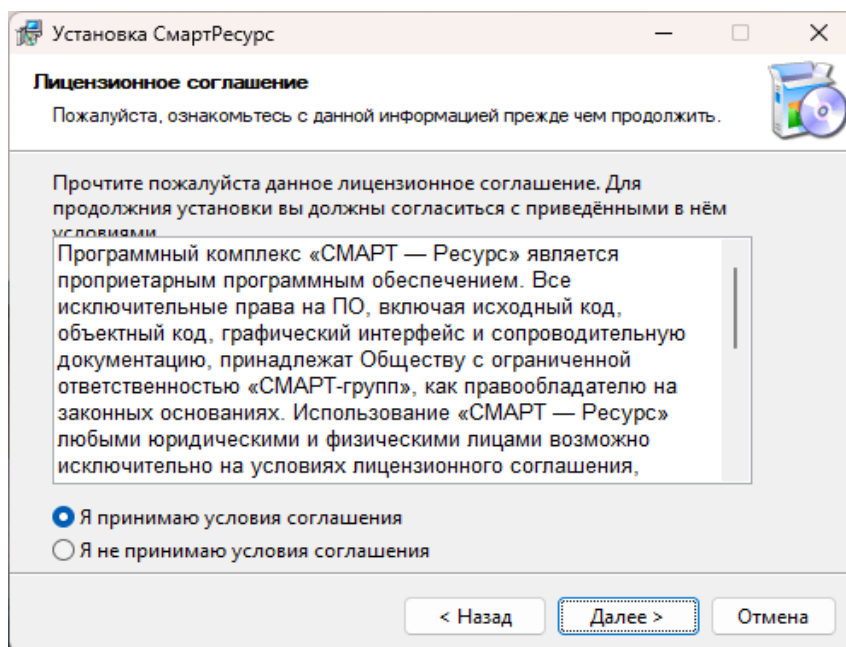 Установка СмартРесурс
Лицензионное соглашение
Пожалуйста, ознакомьтесь с данной информацией прежде чем продолжить.
Прочтите пожалуйста данное лицензионное соглашение. Для
продолжния установки вы должны согласиться с приведёнными в нём
условиями
Программный комплекс «СМАРТ — Ресурс» является
проприетарным программным обеспечением. Все
исключительные права на ПО, включая исходный код,
объектный код, графический интерфейс и сопроводительную
документацию, принадлежат Обществу с ограниченной
ответственностью «СМАРТ-групп», как правообладателю на
законных основаниях. Использование «СМАРТ — Ресурс»
любыми юридическими и физическими лицами возможно
исключительно на условиях лицензионного соглашения,
Я принимаю условия соглашения
Я не принимаю условия соглашения
< Назад
Далее >
Отмена